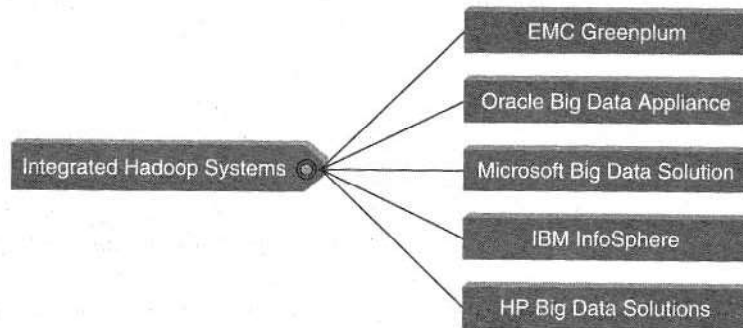 EMC Greenplum
Oracle Big Data Appliance
Integrated Hadoop Systems
Microsoft Big Data Solution
IBM InfoSphere
HP Big Data Solutions